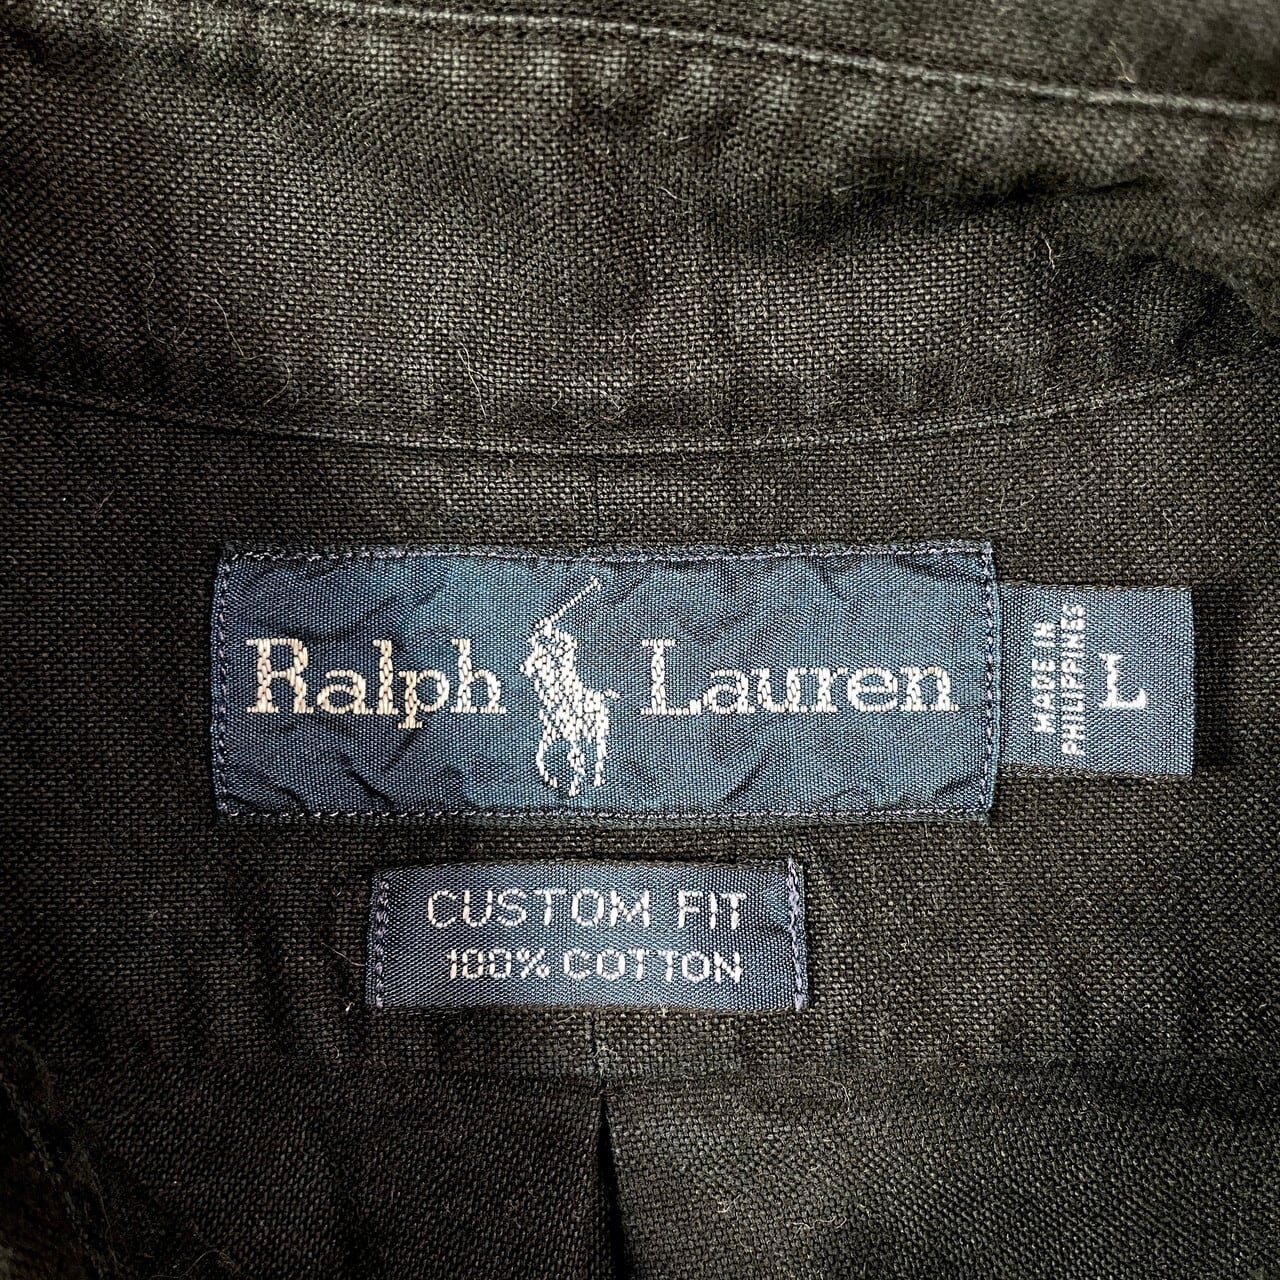 Ralph Lauren
MADE IN
PHILIPPINES
L
CUSTOM FIT
100% COTTON